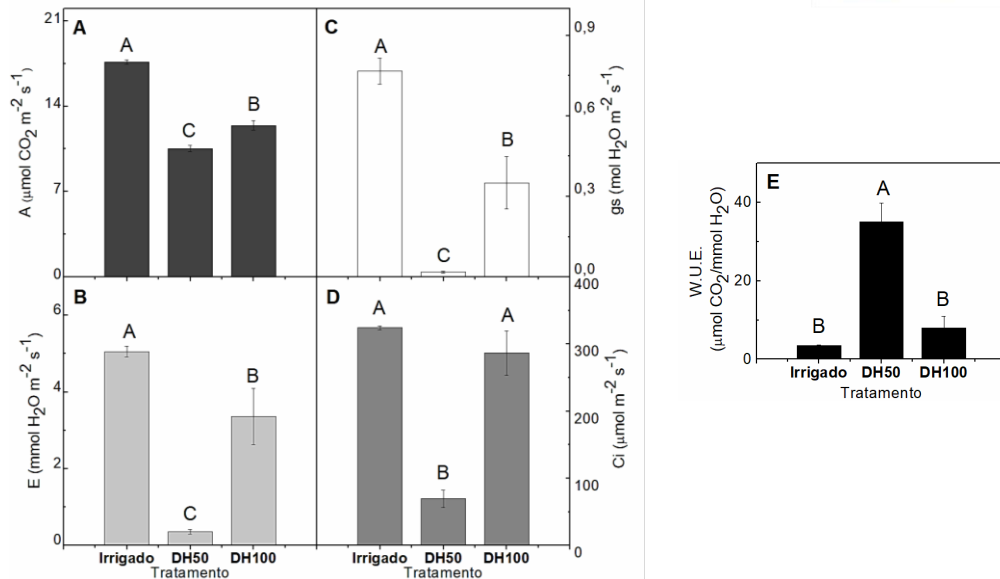 A
A (μmol CO2 m-2 s-1)
21
14
7
0
A
C
B
C
gs (mol H2O m-2 s-1)
0,9
0,6
0,3
0,0
A
C
B
B
E (mmol H2O m-2 s-1)
6
4
2
0
A
C
B
Irrigado DH50 DH100
Tratamento
D
Ci (μmol m-2 s-1)
400
300
200
100
0
A
B
A
Irrigado DH50 DH100
Tratamento
E
W.U.E.
(μmol CO2/mmol H2O)
40
20
0
B
A
B
Irrigado DH50 DH100
Tratamento